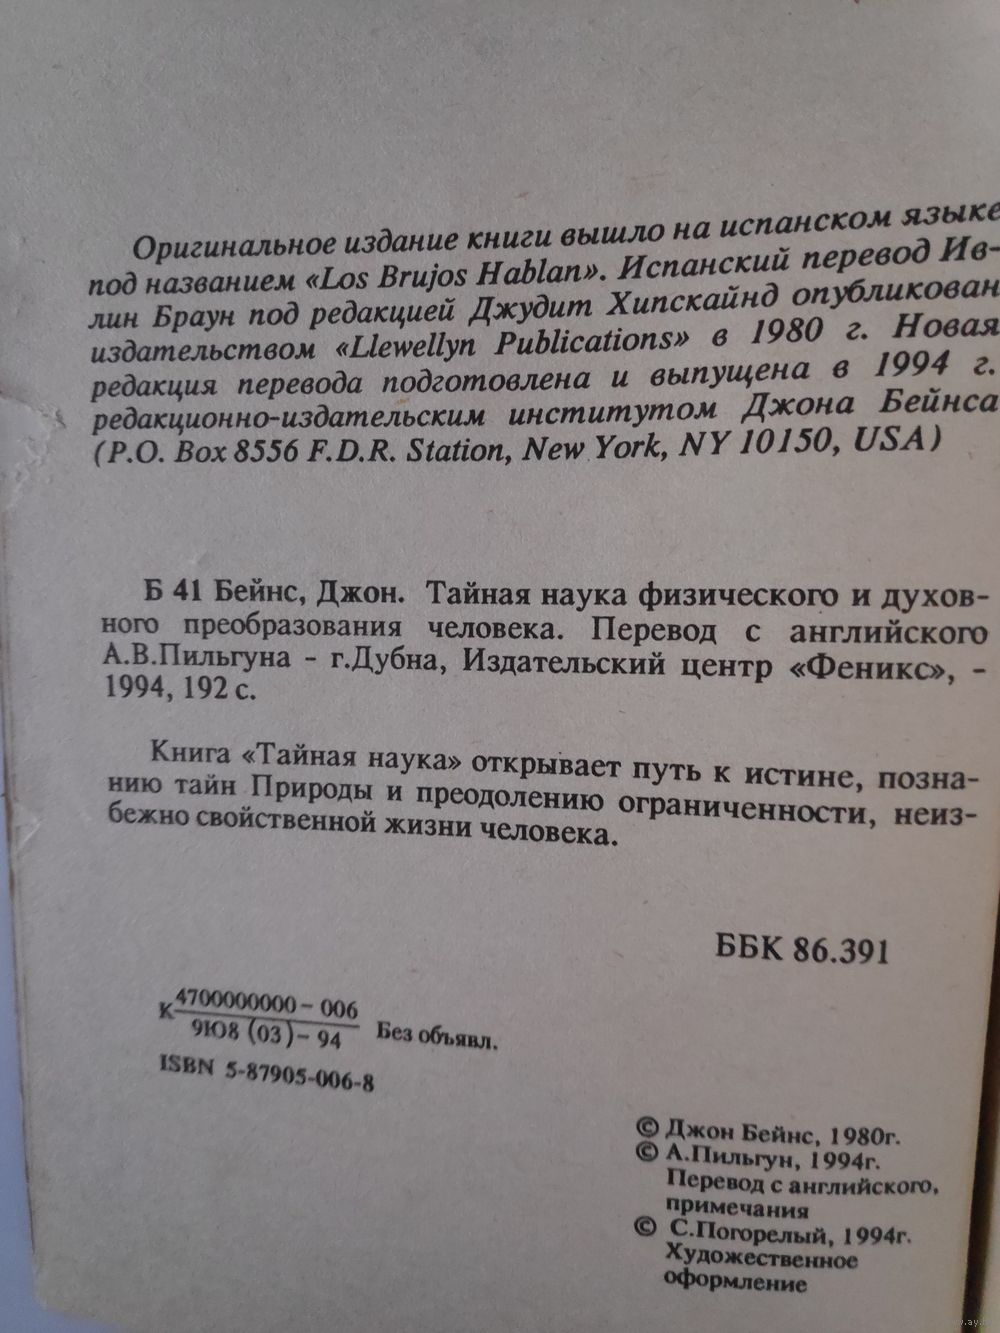 Оригинальное издание книги вышло на испанском языке
под названием «Los Brujos Hablan». Испанский перевод Ив-
лин Браун под редакцией Джудит Хипскайнд опубликован
издательством «Llewellyn Publications» в 1980 г. Новая
редакция перевода подготовлена и выпущена в 1994 г.
редакционно-издательским институтом Джона Бейнса
(P.O. Box 8556 F.D.R. Station, New York, NY 10150, USA)
Б 41 Бейнс, Джон. Тайная наука физического и духов-
ного преобразования человека. Перевод с английского
А.В.Пильгуна - г.Дубна, Издательский центр «Феникс», -
1994, 192 с.
Книга «Тайная наука» открывает путь к истине, позна-
нию тайн Природы и преодолению ограниченности, неиз-
бежно свойственной жизни человека.
ББК 86.391
К 4700000000 - 006
9Ю8 (03) - 94 Без объявл.
ISBN 5-87905-006-8
© Джон Бейнс, 1980г.
© А.Пильгун, 1994г.
Перевод с английского,
примечания
© С.Погорелый, 1994г.
Художественное
оформление